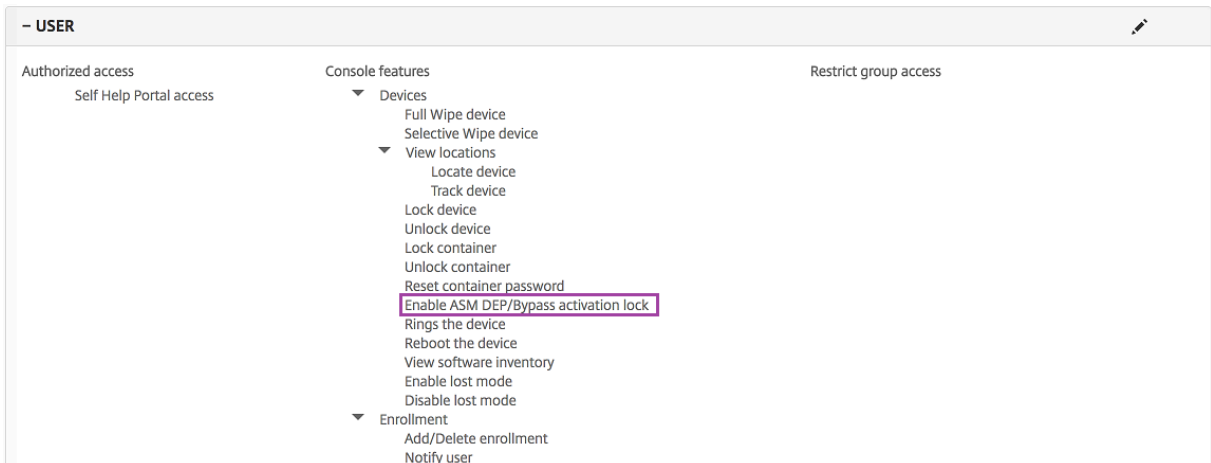 – USER
Authorized access
Self Help Portal access
Console features
Devices
Full Wipe device
Selective Wipe device
View locations
Locate device
Track device
Lock device
Unlock device
Lock container
Unlock container
Reset container password
Enable ASM DEP/Bypass activation lock
Rings the device
Reboot the device
View software inventory
Enable lost mode
Disable lost mode
Enrollment
Add/Delete enrollment
Notify user
Restrict group access